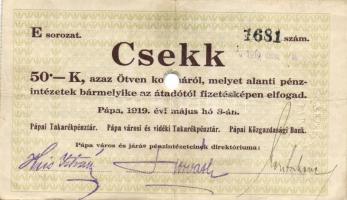 E sorozat. 7681 szám.
Csekk
50·— K, azaz Ötven koronáról, melyet alanti pénz-
intézetek bármelyike az átadótól fizetésképen elfogad.
Pápa, 1919. évi május hó 3-án.
Pápai Takarékpénztár. Pápa városi és vidéki Takarékpénztár. Pápai Közgazdasági Bank.
Pápa város és járás pénzintézeteinek direktóriuma: